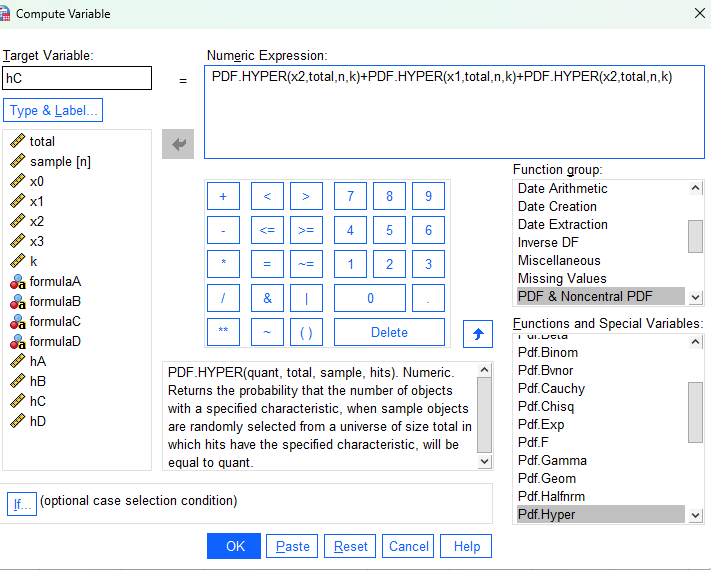 Compute Variable
Target Variable:
Numeric Expression:
hC
=
PDF.HYPER(x2,total,n,k)+PDF.HYPER(x1,total,n,k)+PDF.HYPER(x2,total,n,k)
Type & Label...
total
sample [n]
x0
x1
x2
x3
k
formulaA
formulaB
formulaC
formulaD
hA
hB
hC
hD
+ < > 7 8 9
- <= >= 4 5 6
* = ~= 1 2 3
/ & | 0 .
** ~ ( ) Delete
Function group:
Date Arithmetic
Date Creation
Date Extraction
Inverse DF
Miscellaneous
Missing Values
PDF & Noncentral PDF
PDF.HYPER(quant, total, sample, hits). Numeric.
Returns the probability that the number of objects
with a specified characteristic, when sample objects
are randomly selected from a universe of size total in
which hits have the specified characteristic, will be
equal to quant.
Functions and Special Variables:
Pdf.Beta
Pdf.Binom
Pdf.Bvnor
Pdf.Cauchy
Pdf.Chisq
Pdf.Exp
Pdf.F
Pdf.Gamma
Pdf.Geom
Pdf.Halfnrm
Pdf.Hyper
If... (optional case selection condition)
OK Paste Reset Cancel Help